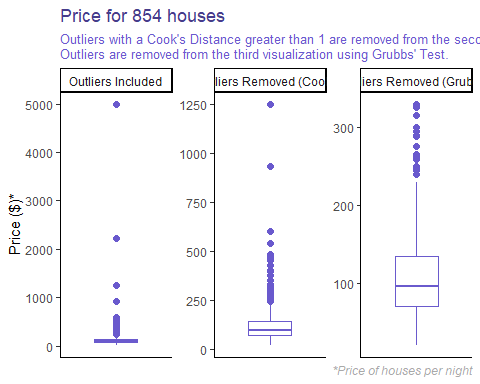 Price for 854 houses
Outliers with a Cook's Distance greater than 1 are removed from the seco
Outliers are removed from the third visualization using Grubbs' Test.
Outliers Included
liers Removed (Coo
iers Removed (Grub
Price ($)*
5000
4000
3000
2000
1000
0
1250
1000
750
500
250
0
300
200
100
*Price of houses per night